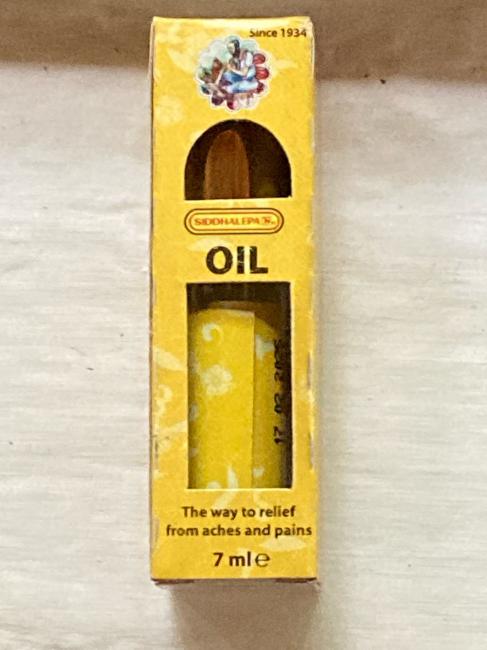 Since 1934
SIDDHALEPA
OIL
The way to relief
from aches and pains
7 ml e